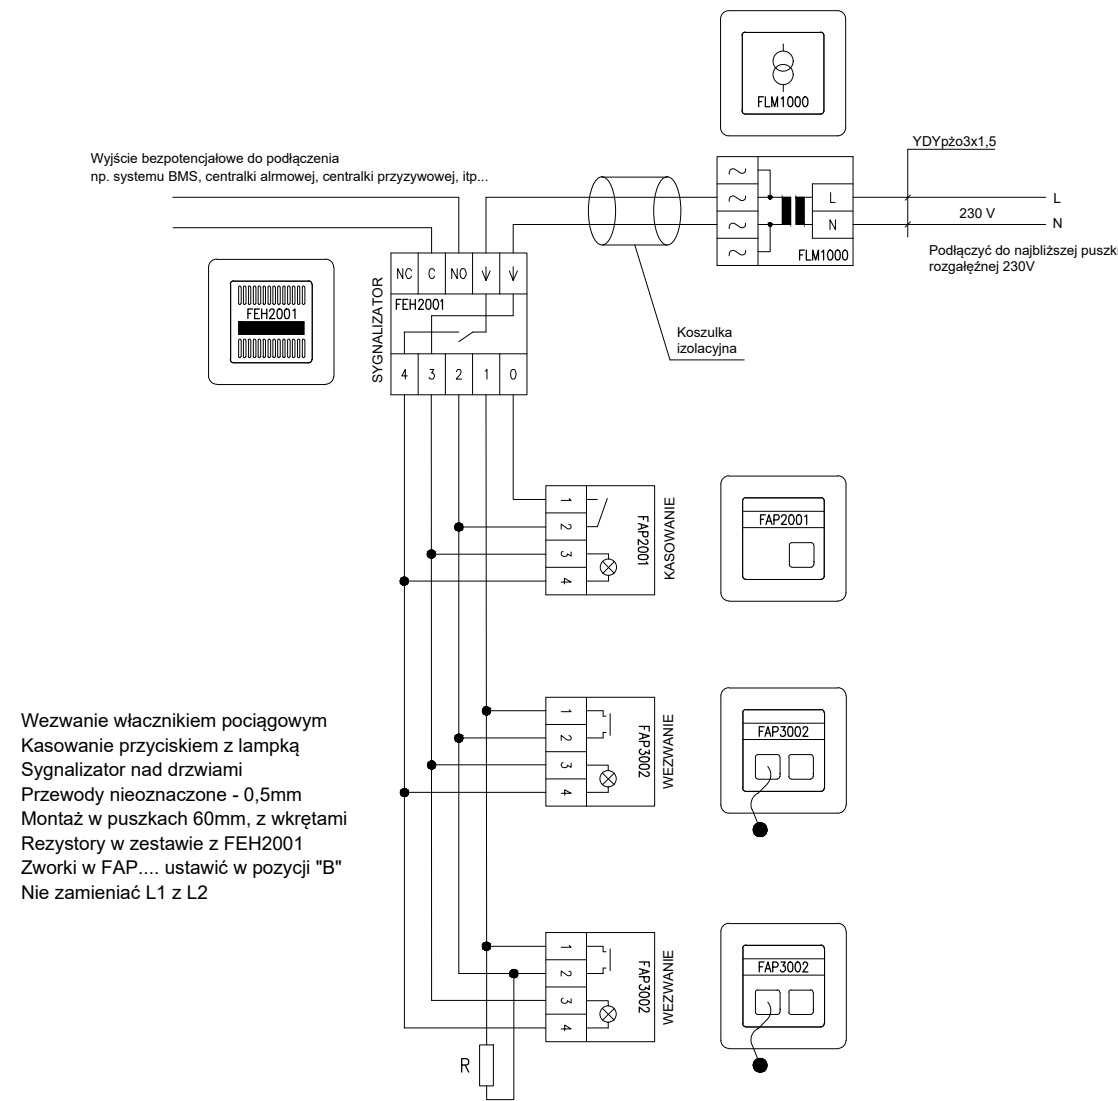 FLM1000
YDYpżo3x1,5
Wyjście bezpotencjałowe do podłączenia
np. systemu BMS, centralki alrmowej, centralki przyzywowej, itp...
L
N
L
230 V
N
FLM1000
Podłączyć do najbliższej puszki
rozgałęźnej 230V
NC C NO
FEH2001
SYGNALIZATOR
FEH2001
Koszulka
izolacyjna
4 3 2 1 0
1
2
3
4
FAP2001
KASOWANIE
FAP2001
1
2
3
4
FAP3002
WEZWANIE
FAP3002
Wezwanie włacznikiem pociągowym
Kasowanie przyciskiem z lampką
Sygnalizator nad drzwiami
Przewody nieoznaczone - 0,5mm
Montaż w puszkach 60mm, z wkrętami
Rezystory w zestawie z FEH2001
Zworki w FAP.... ustawić w pozycji "B"
Nie zamieniać L1 z L2
1
2
3
4
FAP3002
WEZWANIE
FAP3002
R